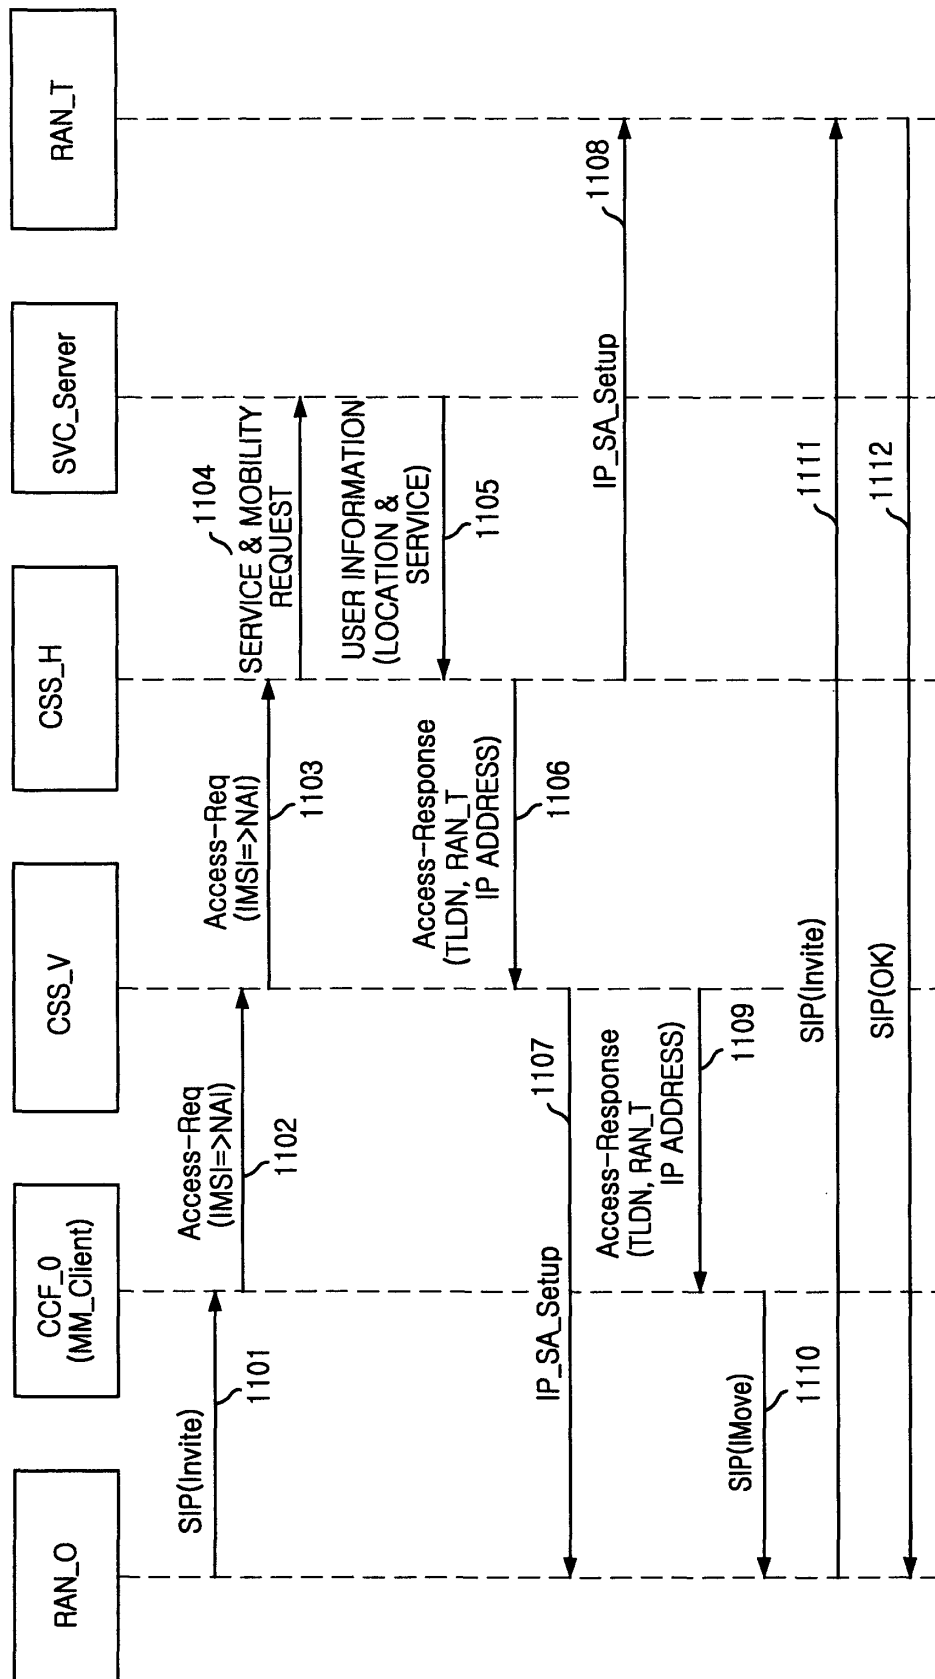 RAN_O
CCF_0
(MM_Client)
CSS_V
CSS_H
SVC_Server
RAN_T
SIP(Invite)
1101
Access-Req
(IMSI=>NAI)
1102
Access-Req
(IMSI=>NAI)
1103
1104
SERVICE & MOBILITY
REQUEST
USER INFORMATION
(LOCATION &
SERVICE)
1105
Access-Response
(TLDN, RAN_T
IP ADDRESS)
1106
IP_SA_Setup
1107
IP_SA_Setup
1108
Access-Response
(TLDN, RAN_T
IP ADDRESS)
1109
SIP(IMove)
1110
SIP(Invite)
1111
SIP(OK)
1112